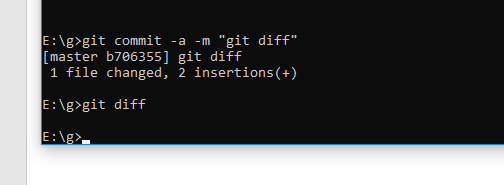 E:\g>git commit -a -m "git diff"
[master b706355] git diff
 1 file changed, 2 insertions(+)
E:\g>git diff
E:\g>